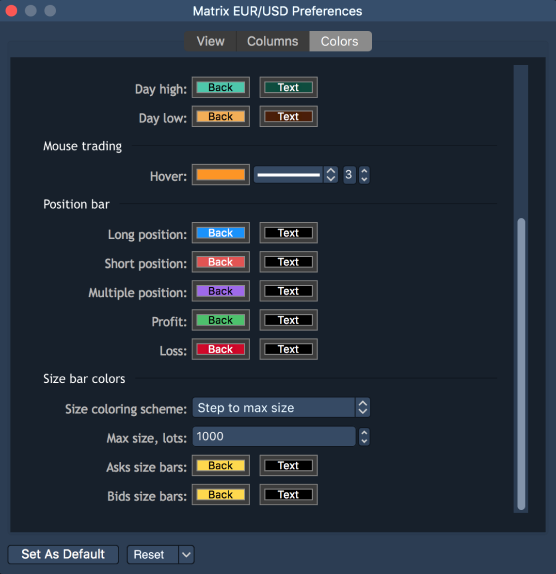 Matrix EUR/USD Preferences
View Columns Colors
Day high: Back Text
Day low: Back Text
Mouse trading
Hover: 3
Position bar
Long position: Back Text
Short position: Back Text
Multiple position: Back Text
Profit: Back Text
Loss: Back Text
Size bar colors
Size coloring scheme: Step to max size
Max size, lots: 1000
Asks size bars: Back Text
Bids size bars: Back Text
Set As Default Reset